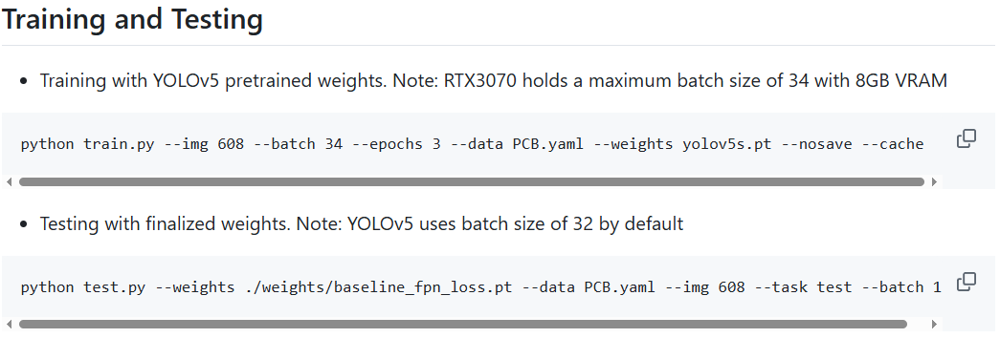 Training and Testing
Training with YOLOv5 pretrained weights. Note: RTX3070 holds a maximum batch size of 34 with 8GB VRAM
python train.py --img 608 --batch 34 --epochs 3 --data PCB.yaml --weights yolov5s.pt --nosave --cache
Testing with finalized weights. Note: YOLOv5 uses batch size of 32 by default
python test.py --weights ./weights/baseline_fpn_loss.pt --data PCB.yaml --img 608 --task test --batch 1